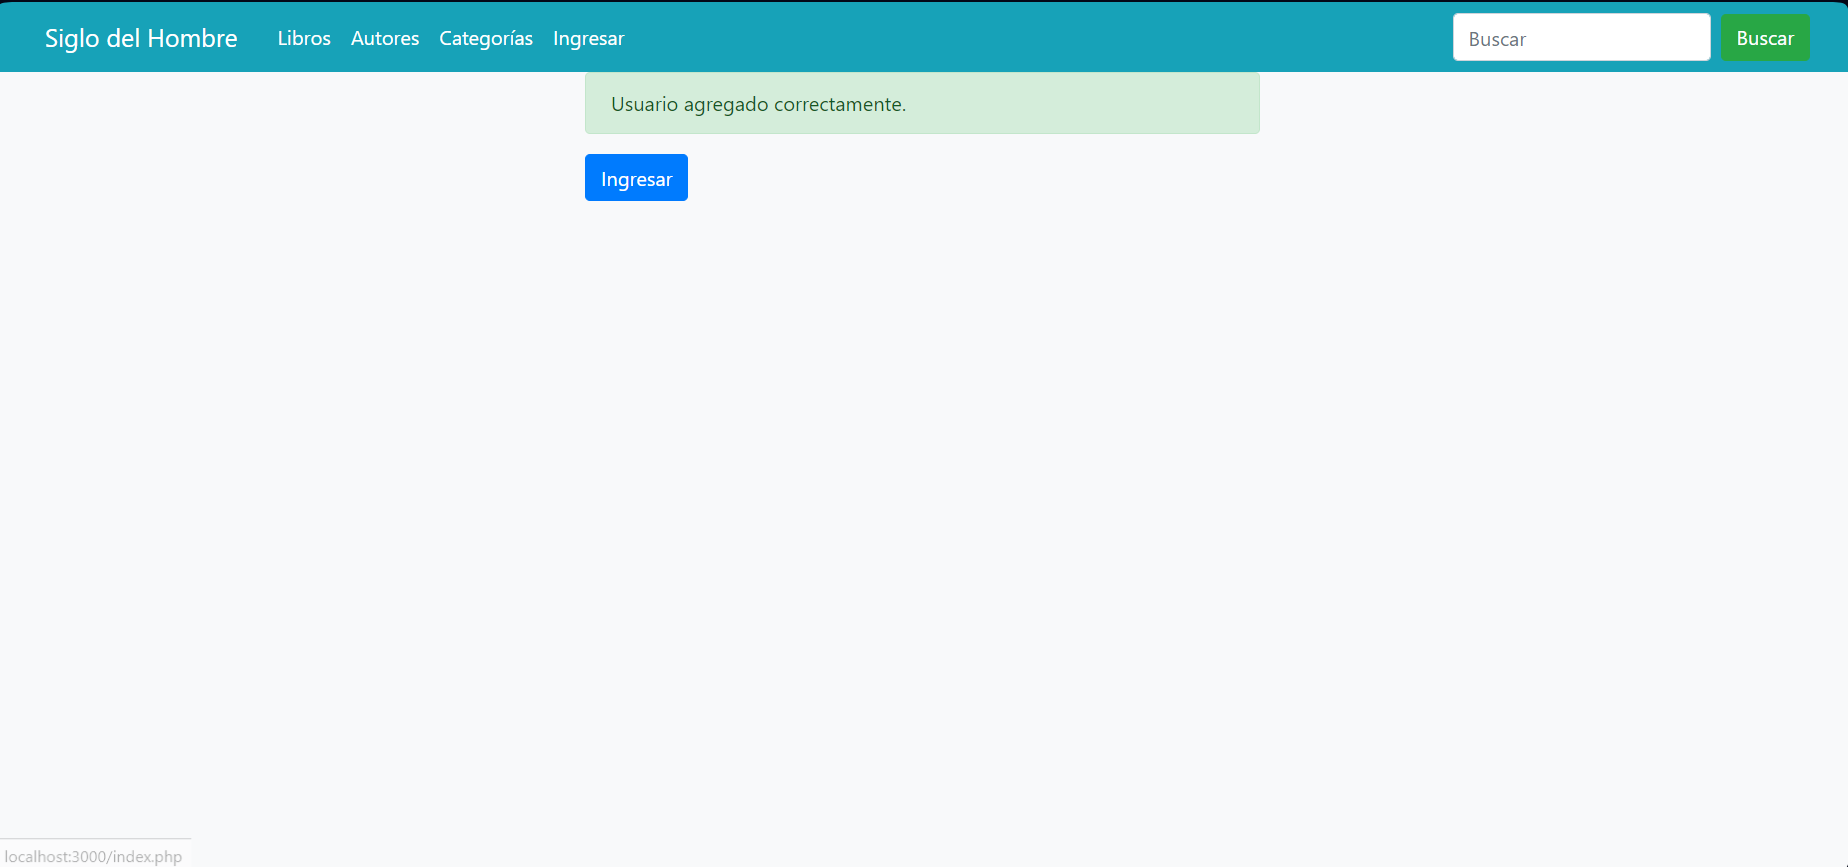 Siglo del Hombre Libros Autores Categorías Ingresar Buscar Buscar
Usuario agregado correctamente.
Ingresar
localhost:3000/index.php